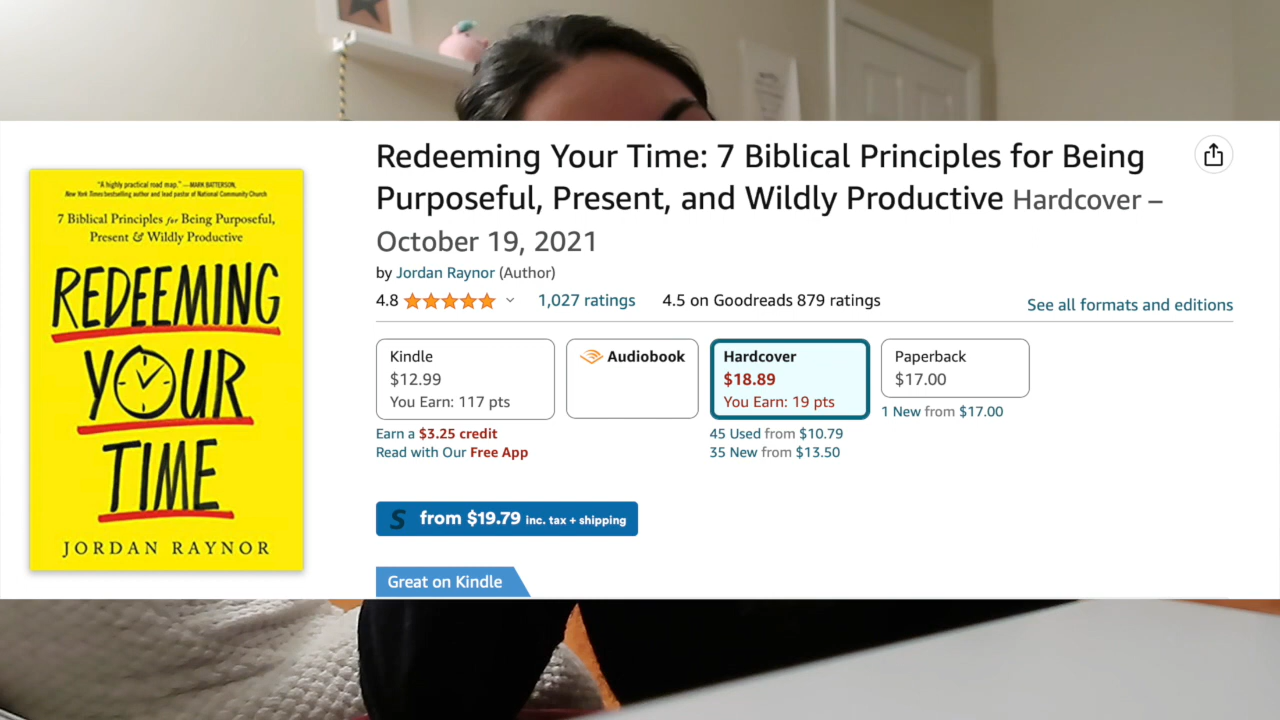 "A highly practical road map." —MARK BATTERSON,
New York Times bestselling author and lead pastor of National Community Church
7 Biblical Principles for Being Purposeful,
Present & Wildly Productive
REDEEMING
YOUR
TIME
JORDAN RAYNOR
Redeeming Your Time: 7 Biblical Principles for Being
Purposeful, Present, and Wildly Productive Hardcover –
October 19, 2021
by Jordan Raynor (Author)
4.8 1,027 ratings 4.5 on Goodreads 879 ratings
See all formats and editions
Kindle
$12.99
You Earn: 117 pts
Earn a $3.25 credit
Read with Our Free App
Audiobook
Hardcover
$18.89
You Earn: 19 pts
45 Used from $10.79
35 New from $13.50
Paperback
$17.00
1 New from $17.00
S from $19.79 inc. tax + shipping
Great on Kindle